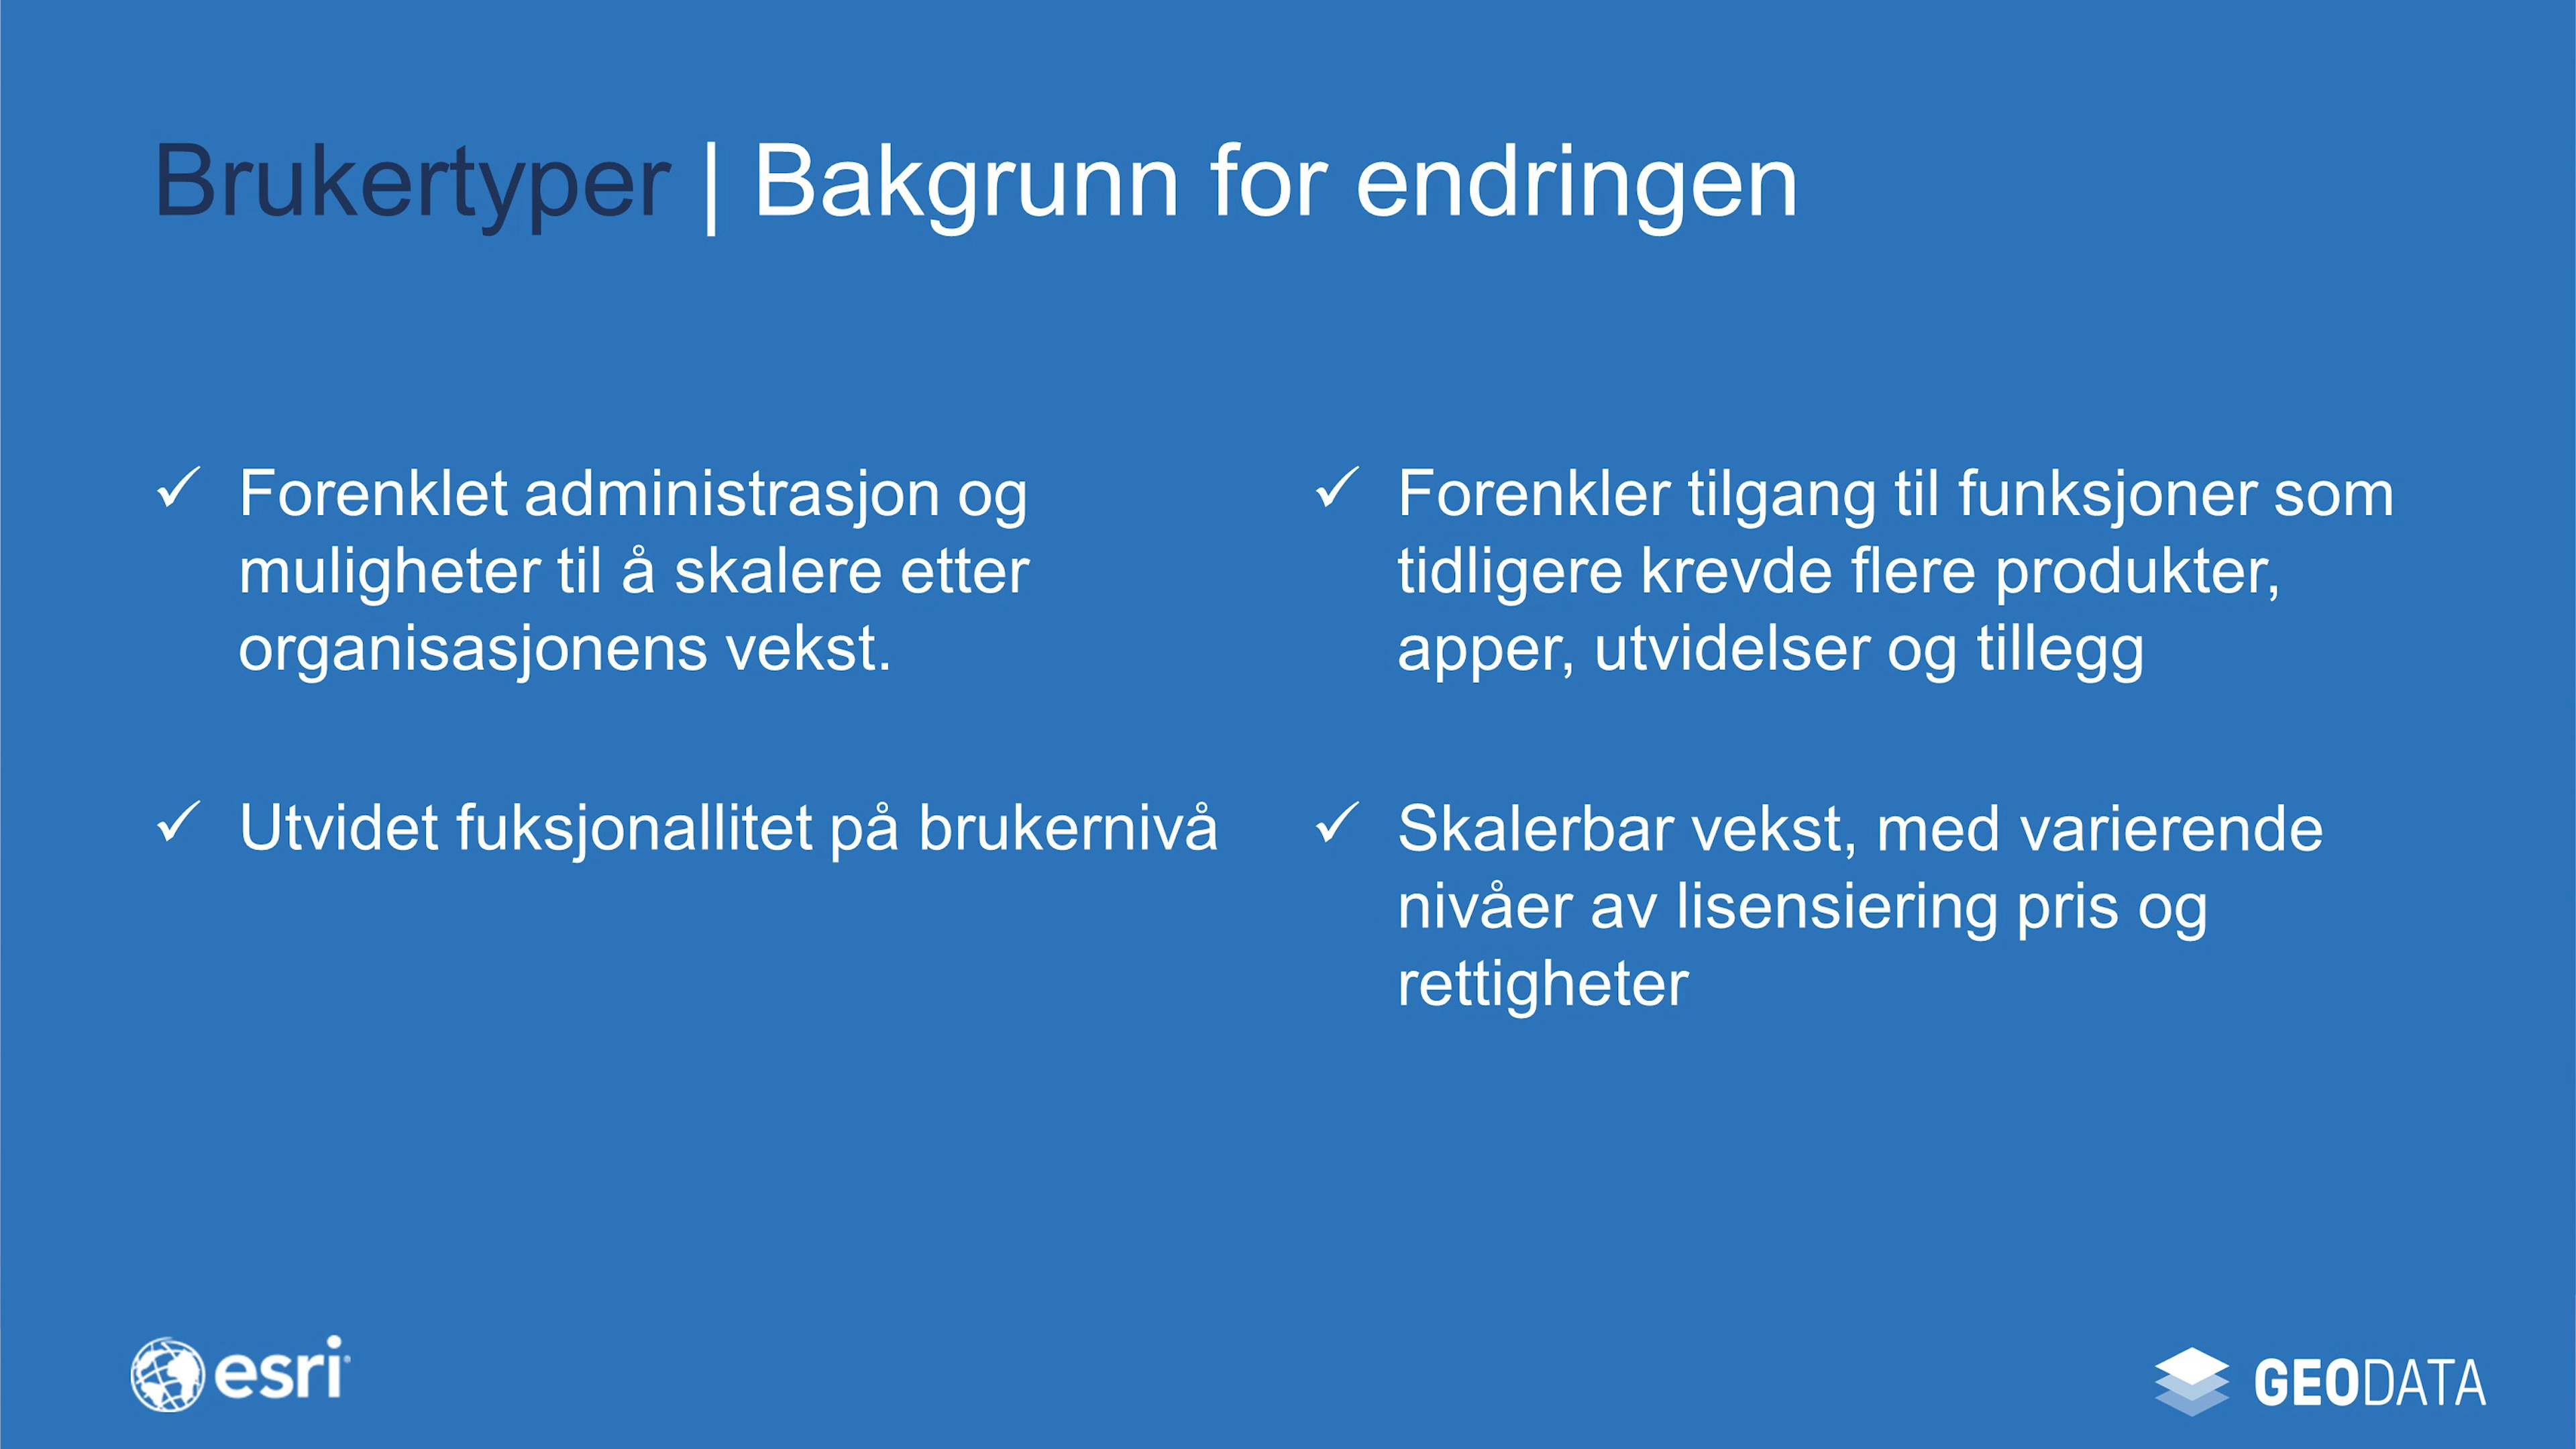 Brukertyper | Bakgrunn for endringen
✓ Forenklet administrasjon og
muligheter til å skalere etter
organisasjonens vekst.
✓ Utvidet fuksjonallitet på brukernivå
✓ Forenkler tilgang til funksjoner som
tidligere krevde flere produkter,
apper, utvidelser og tillegg
✓ Skalerbar vekst, med varierende
nivåer av lisensiering pris og
rettigheter
esri
GEODATA